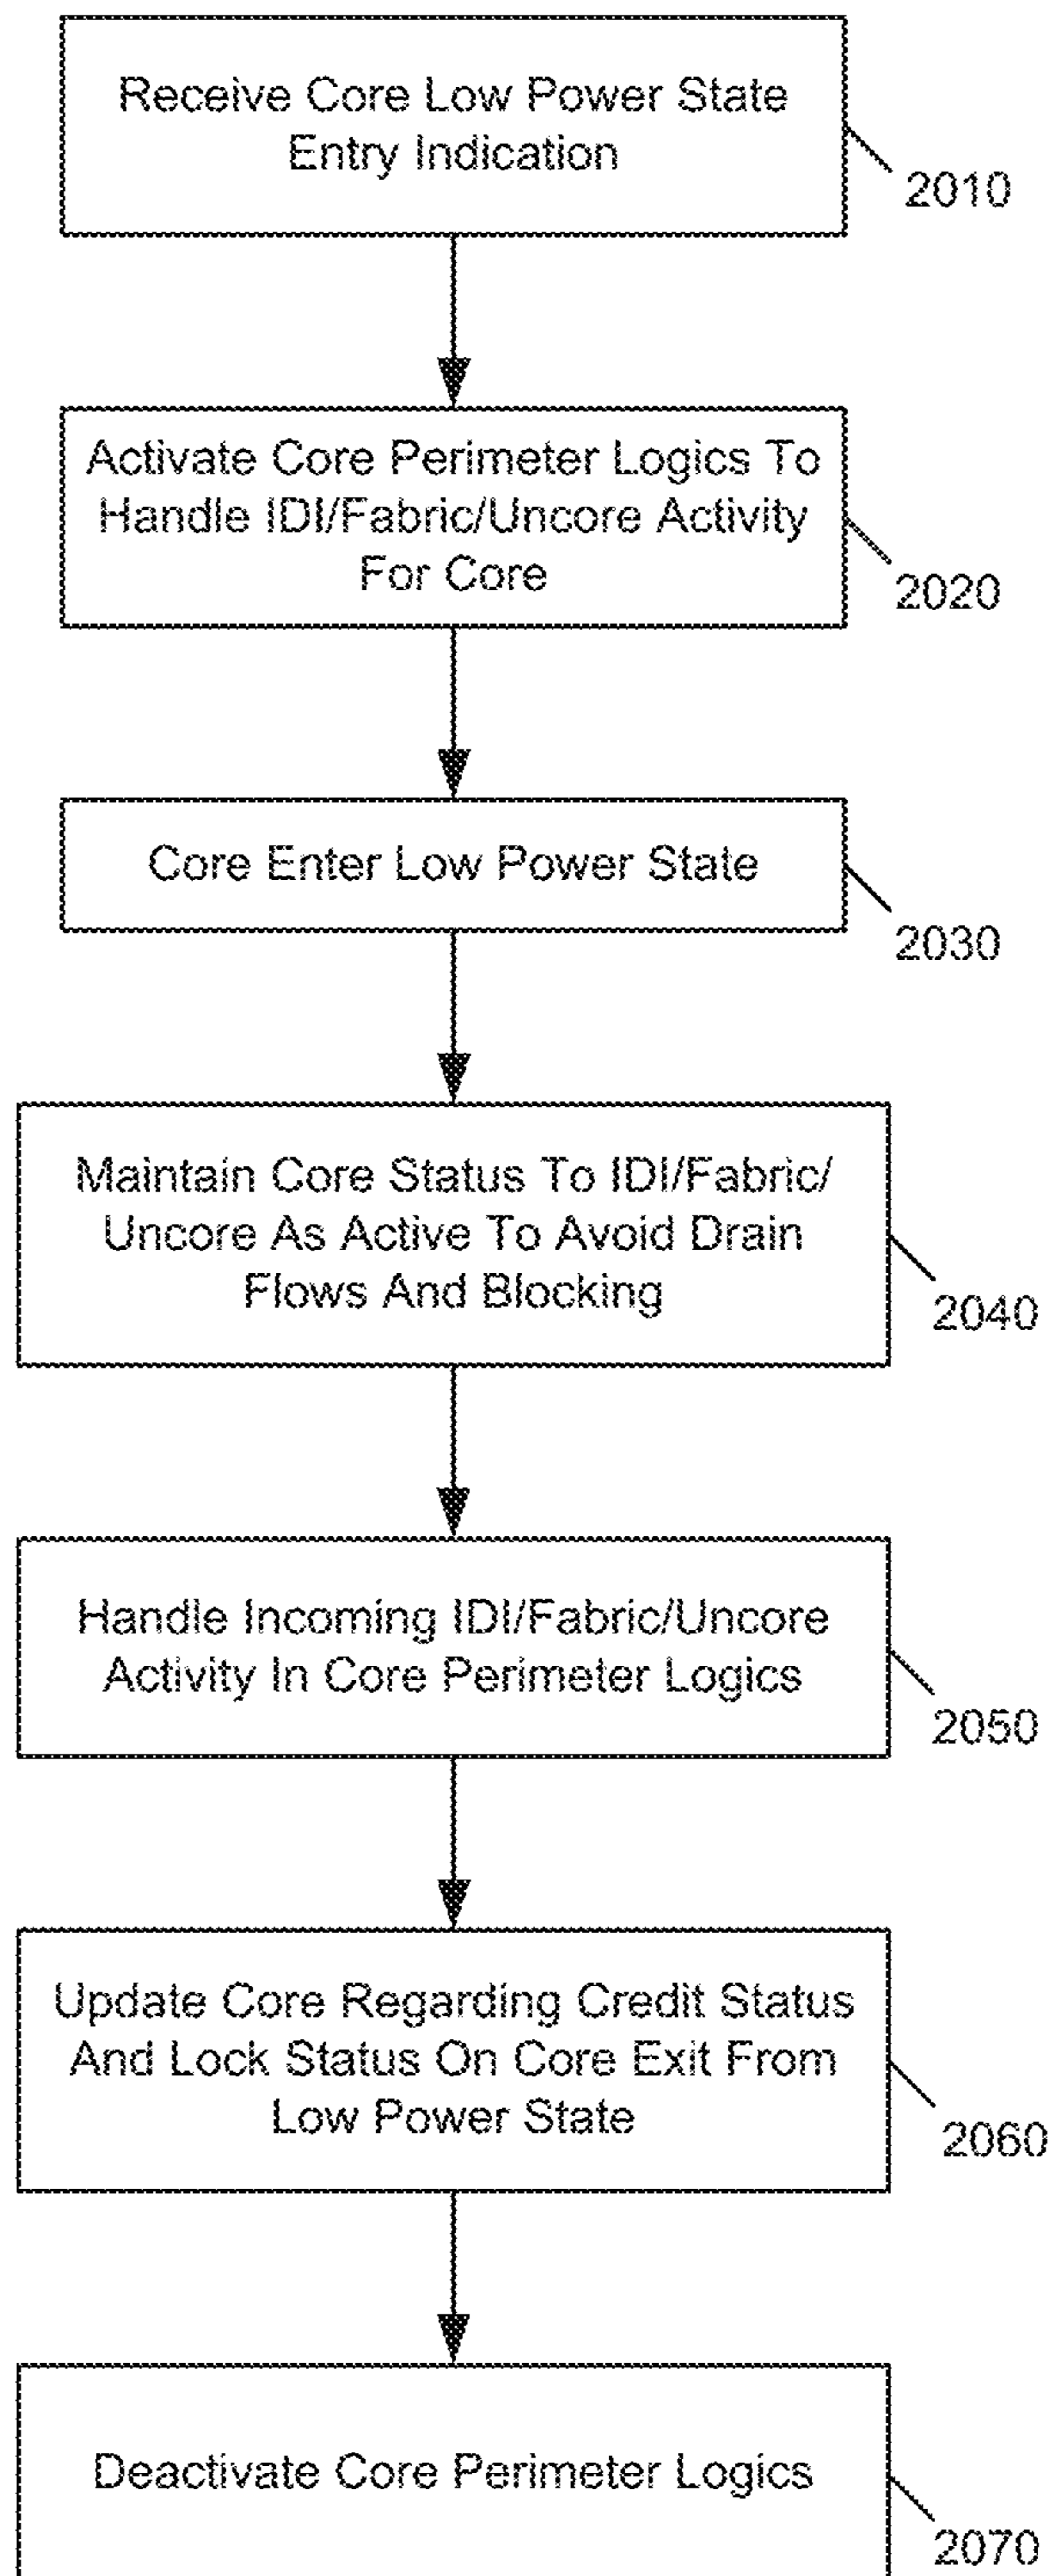 Receive Core Low Power State
Entry Indication
2010
Activate Core Perimeter Logics To
Handle IDI/Fabric/Uncore Activity
For Core
2020
Core Enter Low Power State
2030
Maintain Core Status To IDI/Fabric/
Uncore As Active To Avoid Drain
Flows And Blocking
2040
Handle Incoming IDI/Fabric/Uncore
Activity In Core Perimeter Logics
2050
Update Core Regarding Credit Status
And Lock Status On Core Exit From
Low Power State
2060
Deactivate Core Perimeter Logics
2070